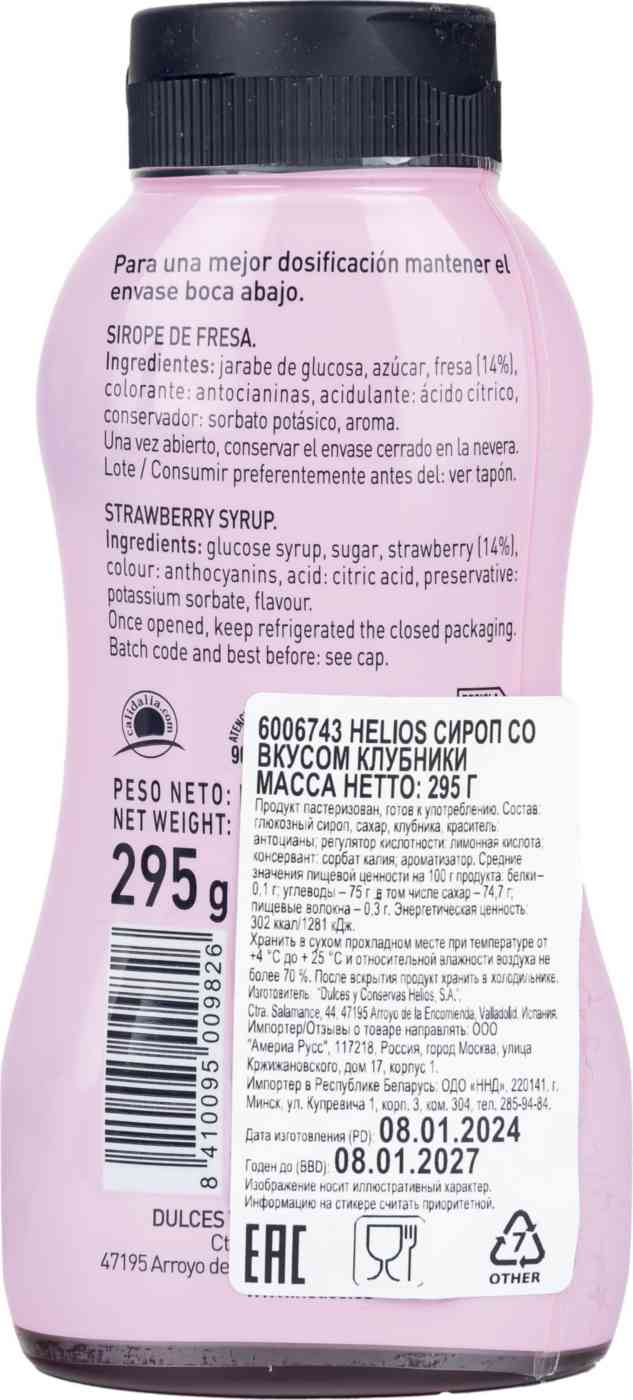 Para una mejor dosificación mantener el
envase boca abajo.
SIROPE DE FRESA.
Ingredientes: jarabe de glucosa, azúcar, fresa (14%),
colorante: antocianinas, acidulante: ácido cítrico,
conservador: sorbato potásico, aroma.
Una vez abierto, conservar el envase cerrado en la nevera.
Lote / Consumir preferentemente antes del: ver tapón.
STRAWBERRY SYRUP.
Ingredients: glucose syrup, sugar, strawberry (14%),
colour: anthocyanins, acid: citric acid, preservative:
potassium sorbate, flavour.
Once opened, keep refrigerated the closed packaging.
Batch code and best before: see cap.
calidalia.com
PESO NETO:
NET WEIGHT:
295g
8 410095 009826
DULCES
47195 Arroyo de
6006743 HELIOS СИРОП СО
ВКУСОМ КЛУБНИКИ
МАССА НЕТТО: 295 Г
Продукт пастеризован, готов к употреблению. Состав:
глюкозный сироп, сахар, клубника, краситель:
антоцианы; регулятор кислотности: лимонная кислота;
консервант: сорбат калия, ароматизатор. Средние
значения пищевой ценности на 100 г продукта: белки–
0,1 г; углеводы – 75 г в том числе сахар – 74,7 г;
пищевые волокна – 0,3 г. Энергетическая ценность:
302 ккал/1281 кДж.
Хранить в сухом прохладном месте при температуре от
+4 °С до + 25 °С и относительной влажности воздуха не
более 70 %. После вскрытия продукт хранить в холодильнике.
Изготовитель: "Dulces y Conservas Helios, S.A.",
Ctra. Salamance, 44, 47195 Arroyo de la Encomienda, Valladolid, Испания.
Импортер/Отзывы о товаре направлять: ООО
"Америа Русс", 117218, Россия, город Москва, улица
Кржижановского, дом 17, корпус 1.
Импортер в Республике Беларусь: ОДО «ННД», 220141, г.
Минск, ул. Купревича 1, корп. 3, ком. 304, тел. 285-94-84.
Дата изготовления (PD): 08.01.2024
Годен до (BBD): 08.01.2027
Изображение носит иллюстративный характер.
Информацию на стикере считать приоритетной.
EAC
7
OTHER